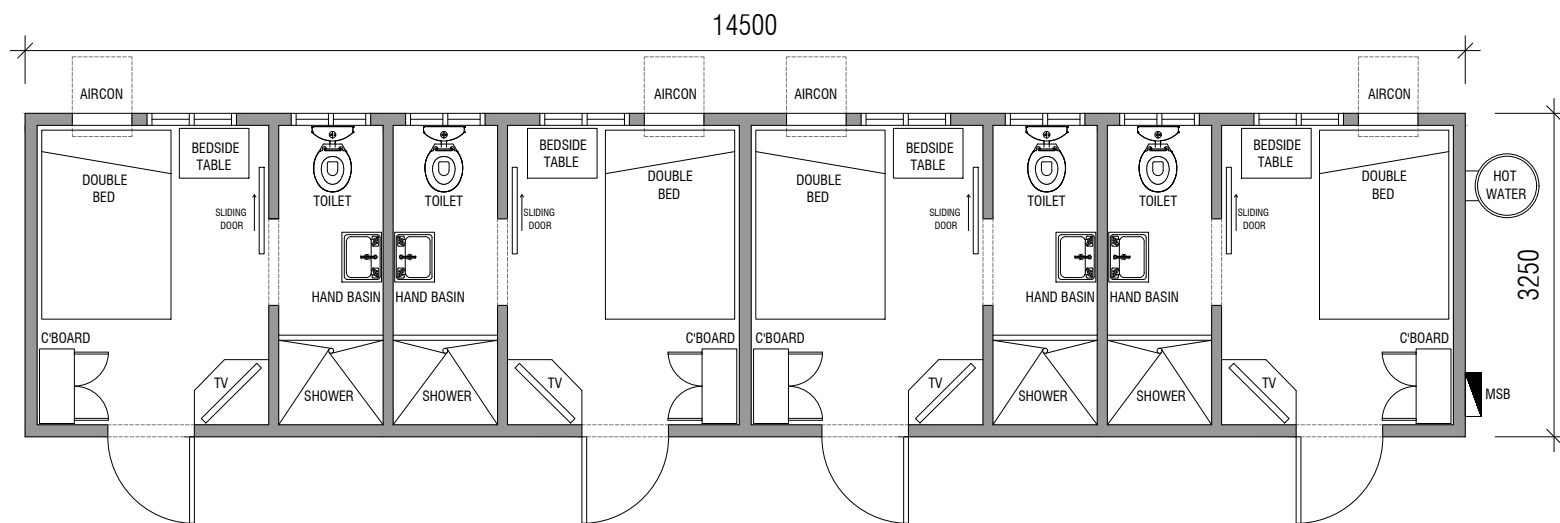 14500
AIRCON
AIRCON
AIRCON
AIRCON
DOUBLE
BED
BEDSIDE
TABLE
SLIDING
DOOR
TOILET
TOILET
SLIDING
DOOR
BEDSIDE
TABLE
DOUBLE
BED
DOUBLE
BED
BEDSIDE
TABLE
SLIDING
DOOR
TOILET
TOILET
SLIDING
DOOR
BEDSIDE
TABLE
DOUBLE
BED
HOT
WATER
3250
HAND BASIN
HAND BASIN
HAND BASIN
HAND BASIN
C'BOARD
C'BOARD
C'BOARD
C'BOARD
TV
SHOWER
SHOWER
TV
TV
SHOWER
SHOWER
TV
MSB